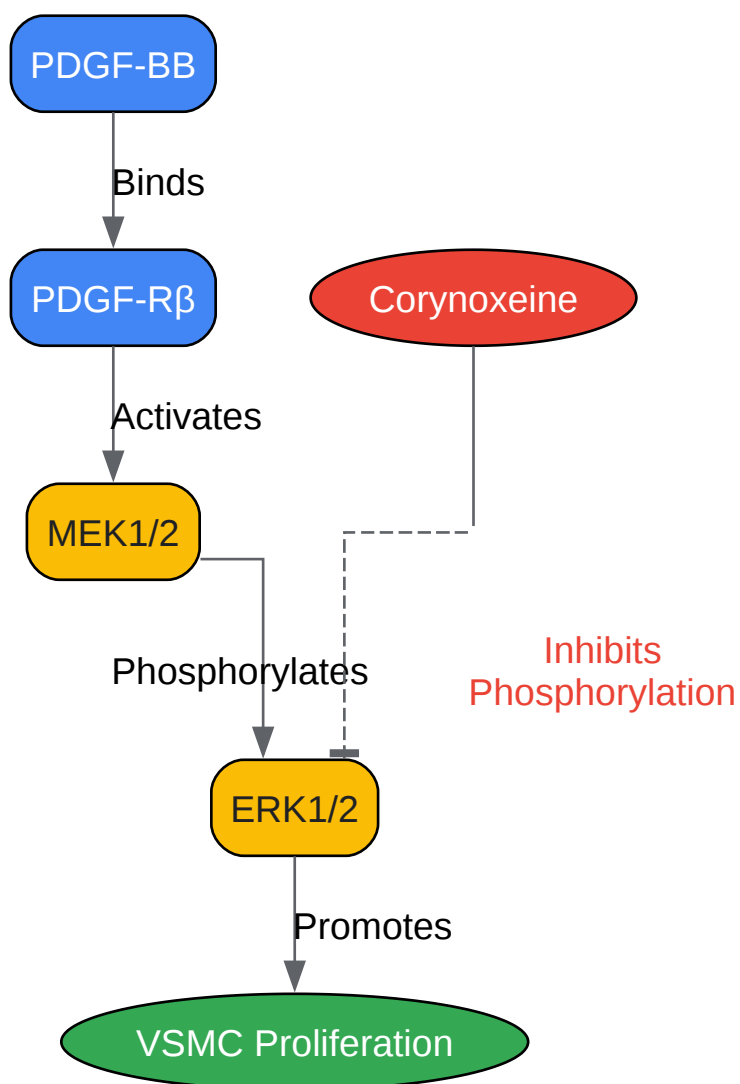 PDGF-BB
Binds
PDGF-Rβ
Corynoxeine
Activates
MEK1/2
Phosphorylates
Inhibits
Phosphorylation
ERK1/2
Promotes
VSMC Proliferation